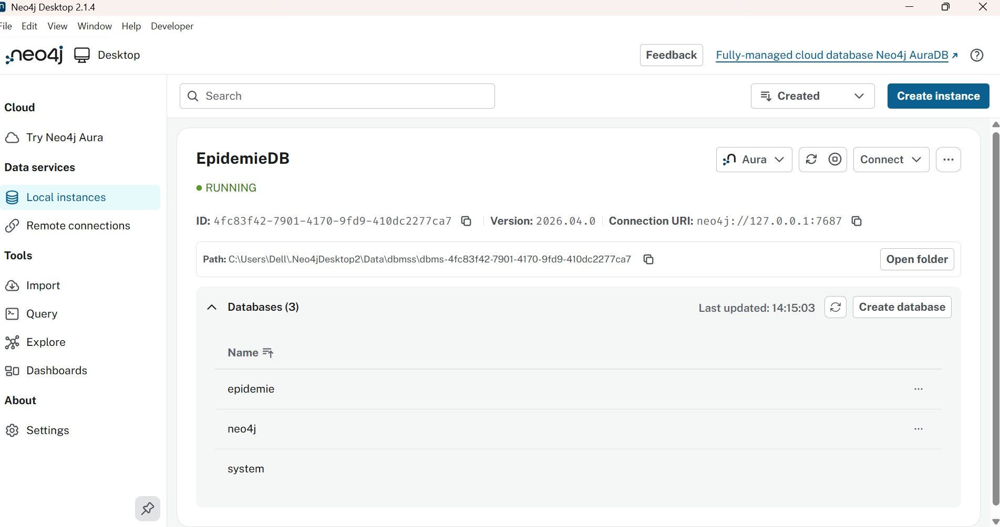 Neo4j Desktop 2.1.4
File Edit View Window Help Developer
neo4j Desktop
Feedback
Fully-managed cloud database Neo4j AuraDB
Search
Created
Create instance
Cloud
Try Neo4j Aura
Data services
Local instances
Remote connections
Tools
Import
Query
Explore
Dashboards
About
Settings
EpidemieDB
Aura
Connect
RUNNING
ID: 4fc83f42-7901-4170-9fd9-410dc2277ca7
Version: 2026.04.0
Connection URI: neo4j://127.0.0.1:7687
Path: C:\Users\Dell\.Neo4jDesktop2\Data\dbmss\dbms-4fc83f42-7901-4170-9fd9-410dc2277ca7
Open folder
Databases (3)
Last updated: 14:15:03
Create database
Name
epidemie
neo4j
system